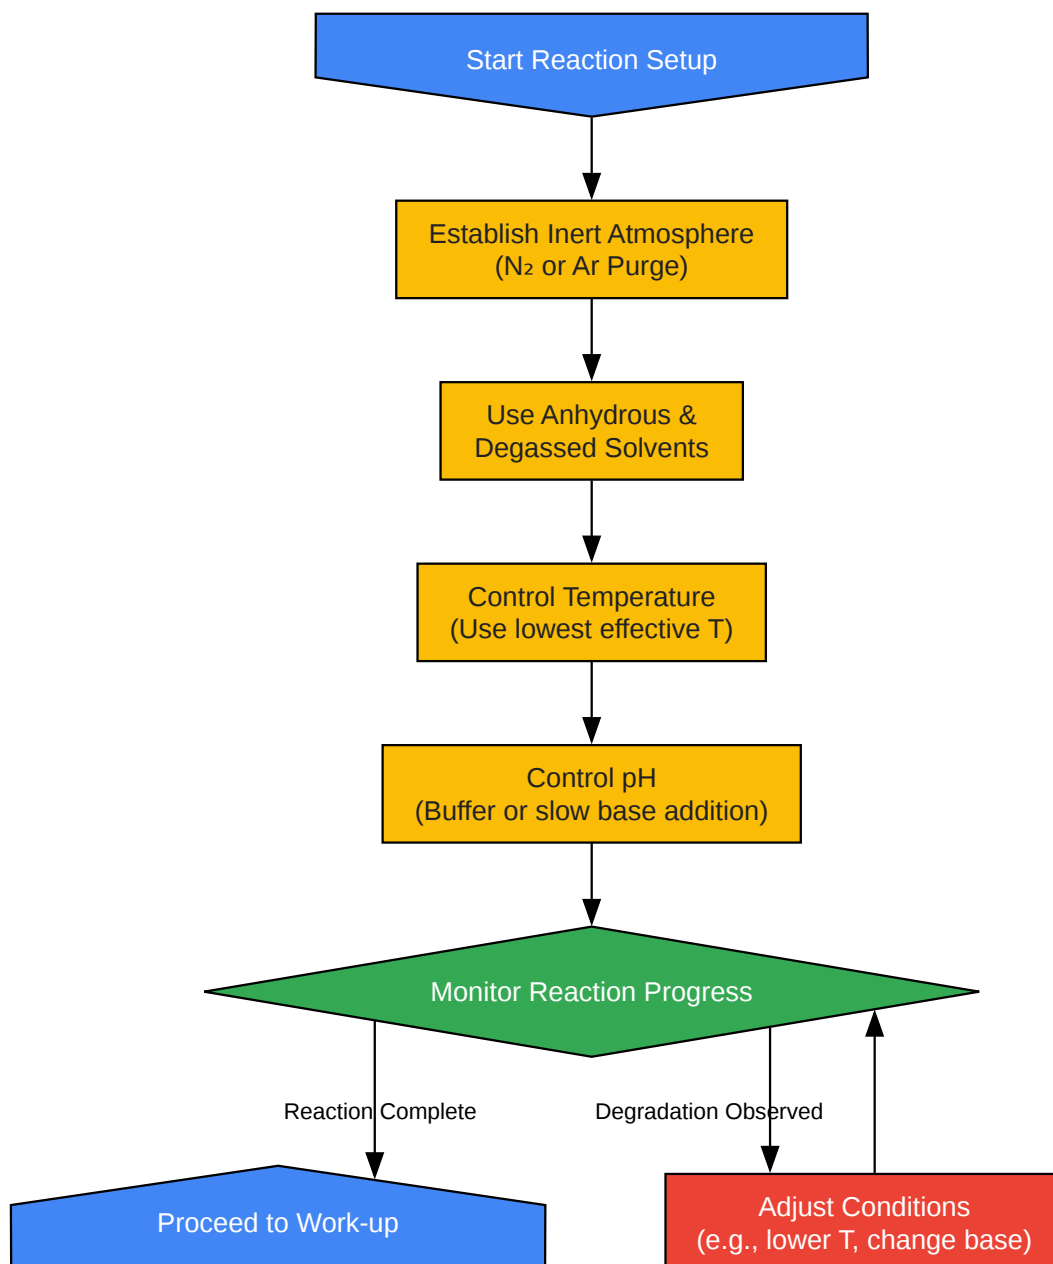 Start Reaction Setup
Establish Inert Atmosphere
(N₂ or Ar Purge)
Use Anhydrous &
Degassed Solvents
Control Temperature
(Use lowest effective T)
Control pH
(Buffer or slow base addition)
Monitor Reaction Progress
Reaction Complete
Degradation Observed
Proceed to Work-up
Adjust Conditions
(e.g., lower T, change base)